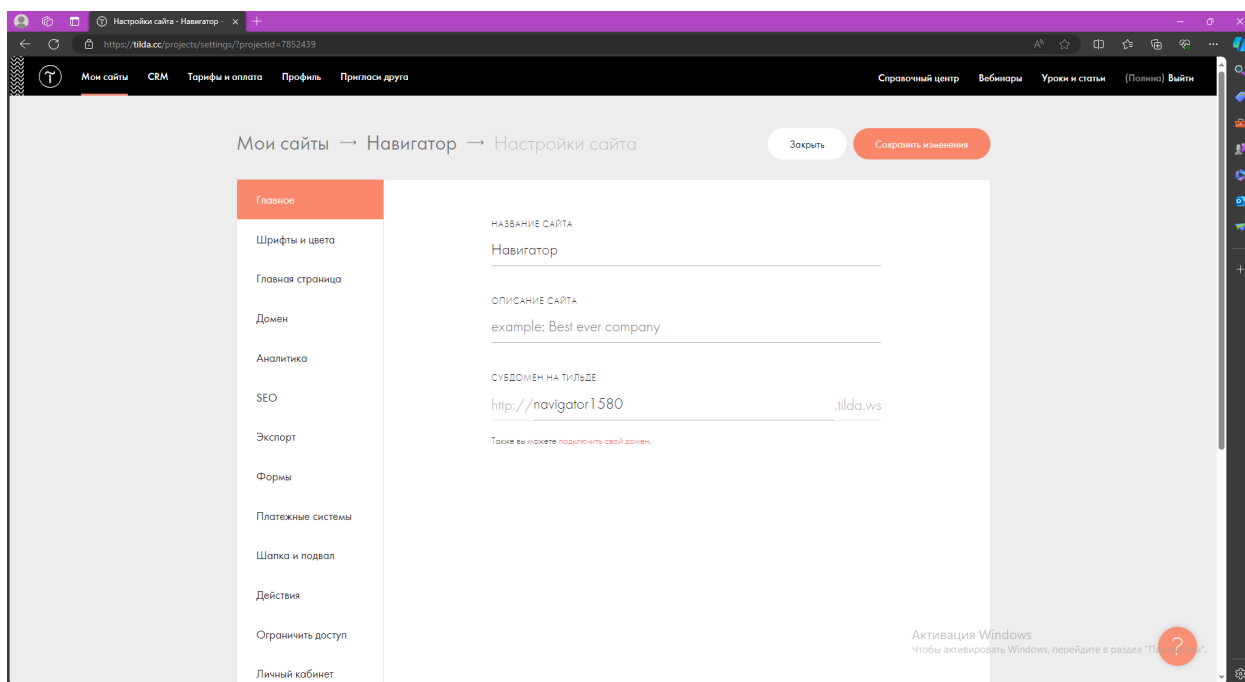 Настройки сайта - Навигатор -
https://tilda.cc/projects/settings/?projectid=7852439
Мои сайты CRM Тарифы и оплата Профиль Пригласи друга Справочный центр Вебинары Уроки и статьи (Полина) Выйти
Мои сайты → Навигатор → Настройки сайта Закрыть Сохранить изменения
Главное
Шрифты и цвета
Главная страница
Домен
Аналитика
SEO
Экспорт
Формы
Платежные системы
Шапка и подвал
Действия
Ограничить доступ
Личный кабинет
НАЗВАНИЕ САЙТА
Навигатор
ОПИСАНИЕ САЙТА
example: Best ever company
СУБДОМЕН НА ТИЛЬДЕ
http://navigator1580 .tilda.ws
Также вы можете подключить свой домен.
Активация Windows
Чтобы активировать Windows, перейдите в раздел
?